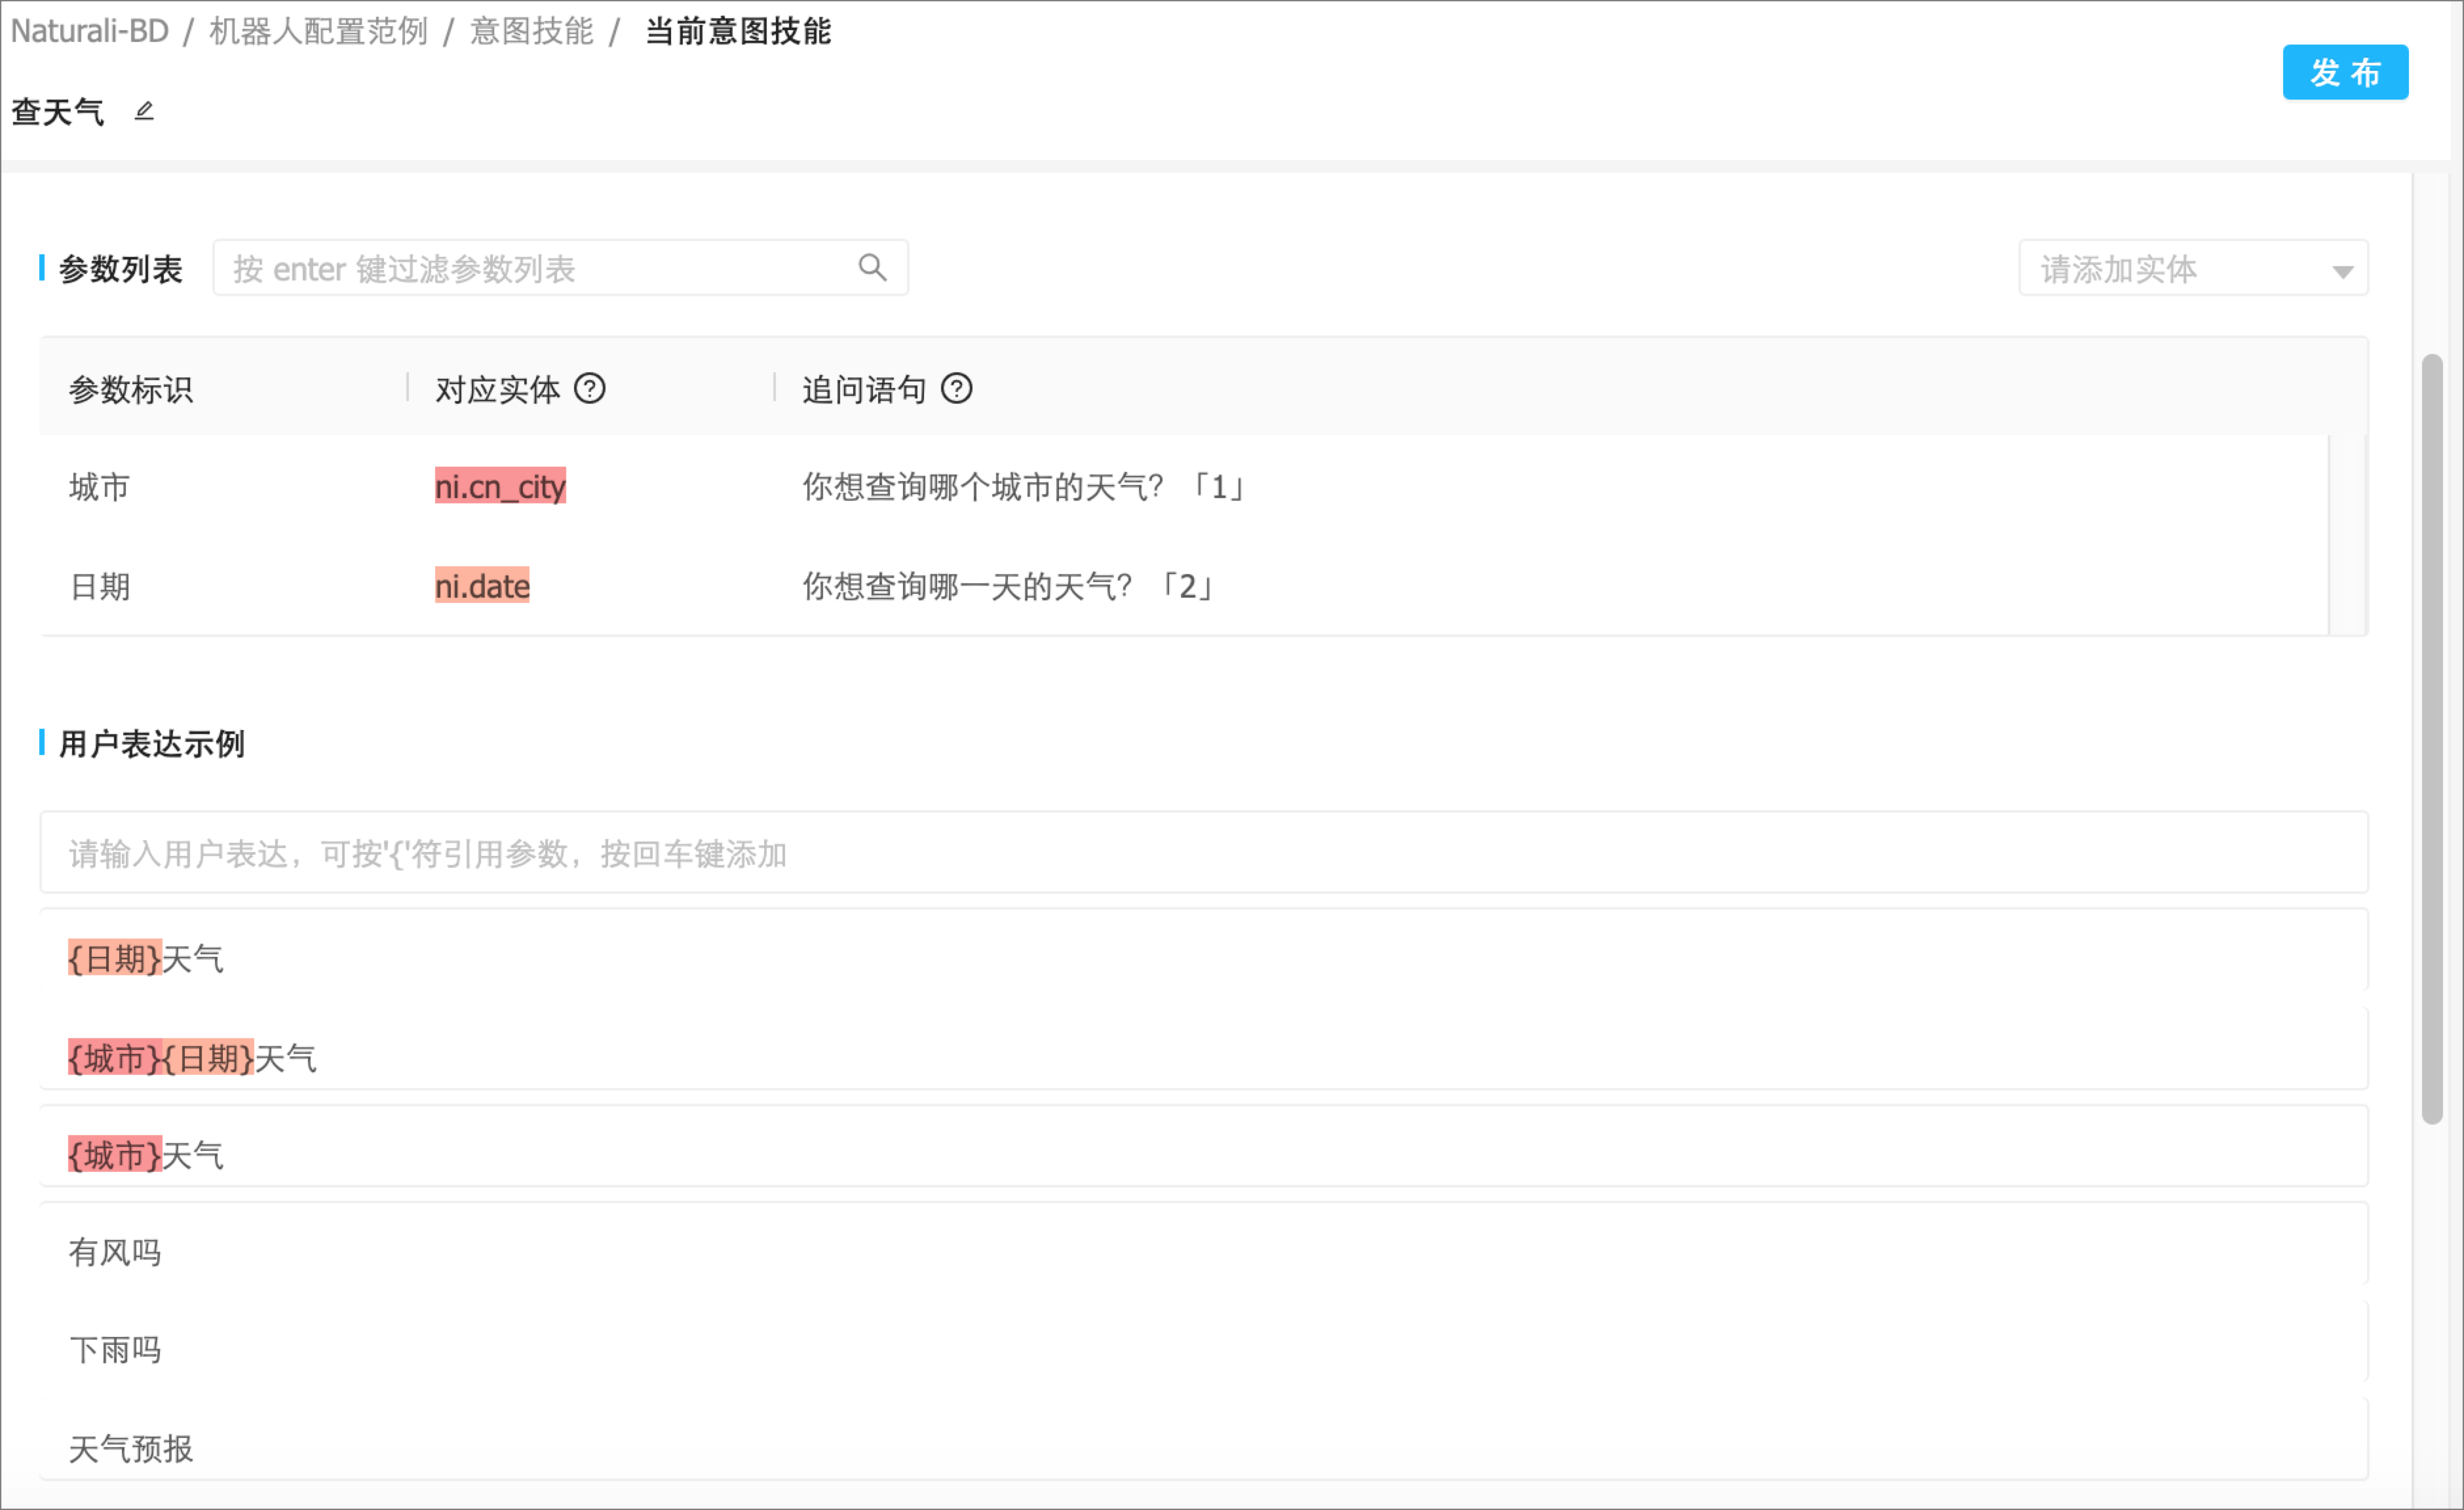 Naturali-BD / 机器人配置范例 / 意图技能 / 当前意图技能
发 布
查天气
参数列表 按 enter 键过滤参数列表 请添加实体
参数标识 对应实体 ? 追问语句 ?
城市 ni.cn_city 你想查询哪个城市的天气？「1」
日期 ni.date 你想查询哪一天的天气？「2」
用户表达示例
请输入用户表达，可按'{'符引用参数，按回车键添加
{日期}天气
{城市}{日期}天气
{城市}天气
有风吗
下雨吗
天气预报